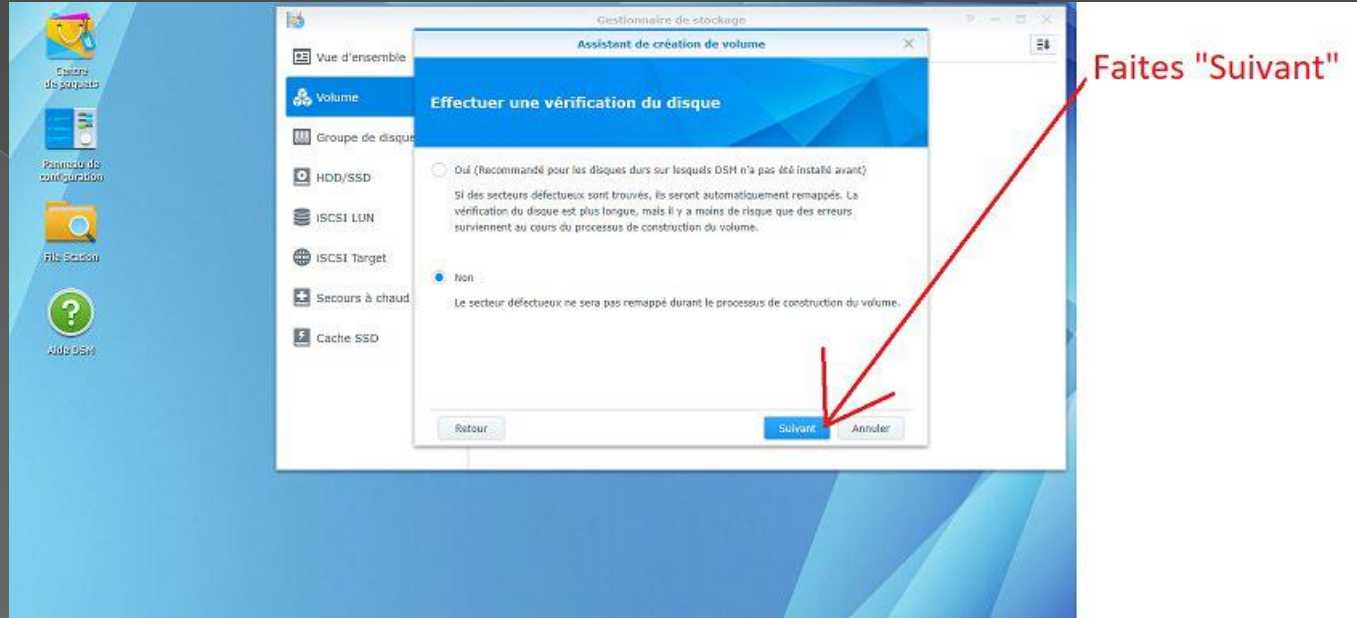 Gestionnaire de stockage
Assistant de création de volume
Faites "Suivant"
Centre
de paquets
Panneau de
configuration
File Station
Aide DSM
Vue d'ensemble
Volume
Groupe de disque
HDD/SSD
iSCSI LUN
iSCSI Target
Secours à chaud
Cache SSD
Effectuer une vérification du disque
Oui (Recommandé pour les disques durs sur lesquels DSM n'a pas été installé avant)
Si des secteurs défectueux sont trouvés, ils seront automatiquement remappés. La
vérification du disque est plus longue, mais il y a moins de risque que des erreurs
surviennent au cours du processus de construction du volume.
Non
Le secteur défectueux ne sera pas remappé durant le processus de construction du volume.
Retour
Suivant
Annuler